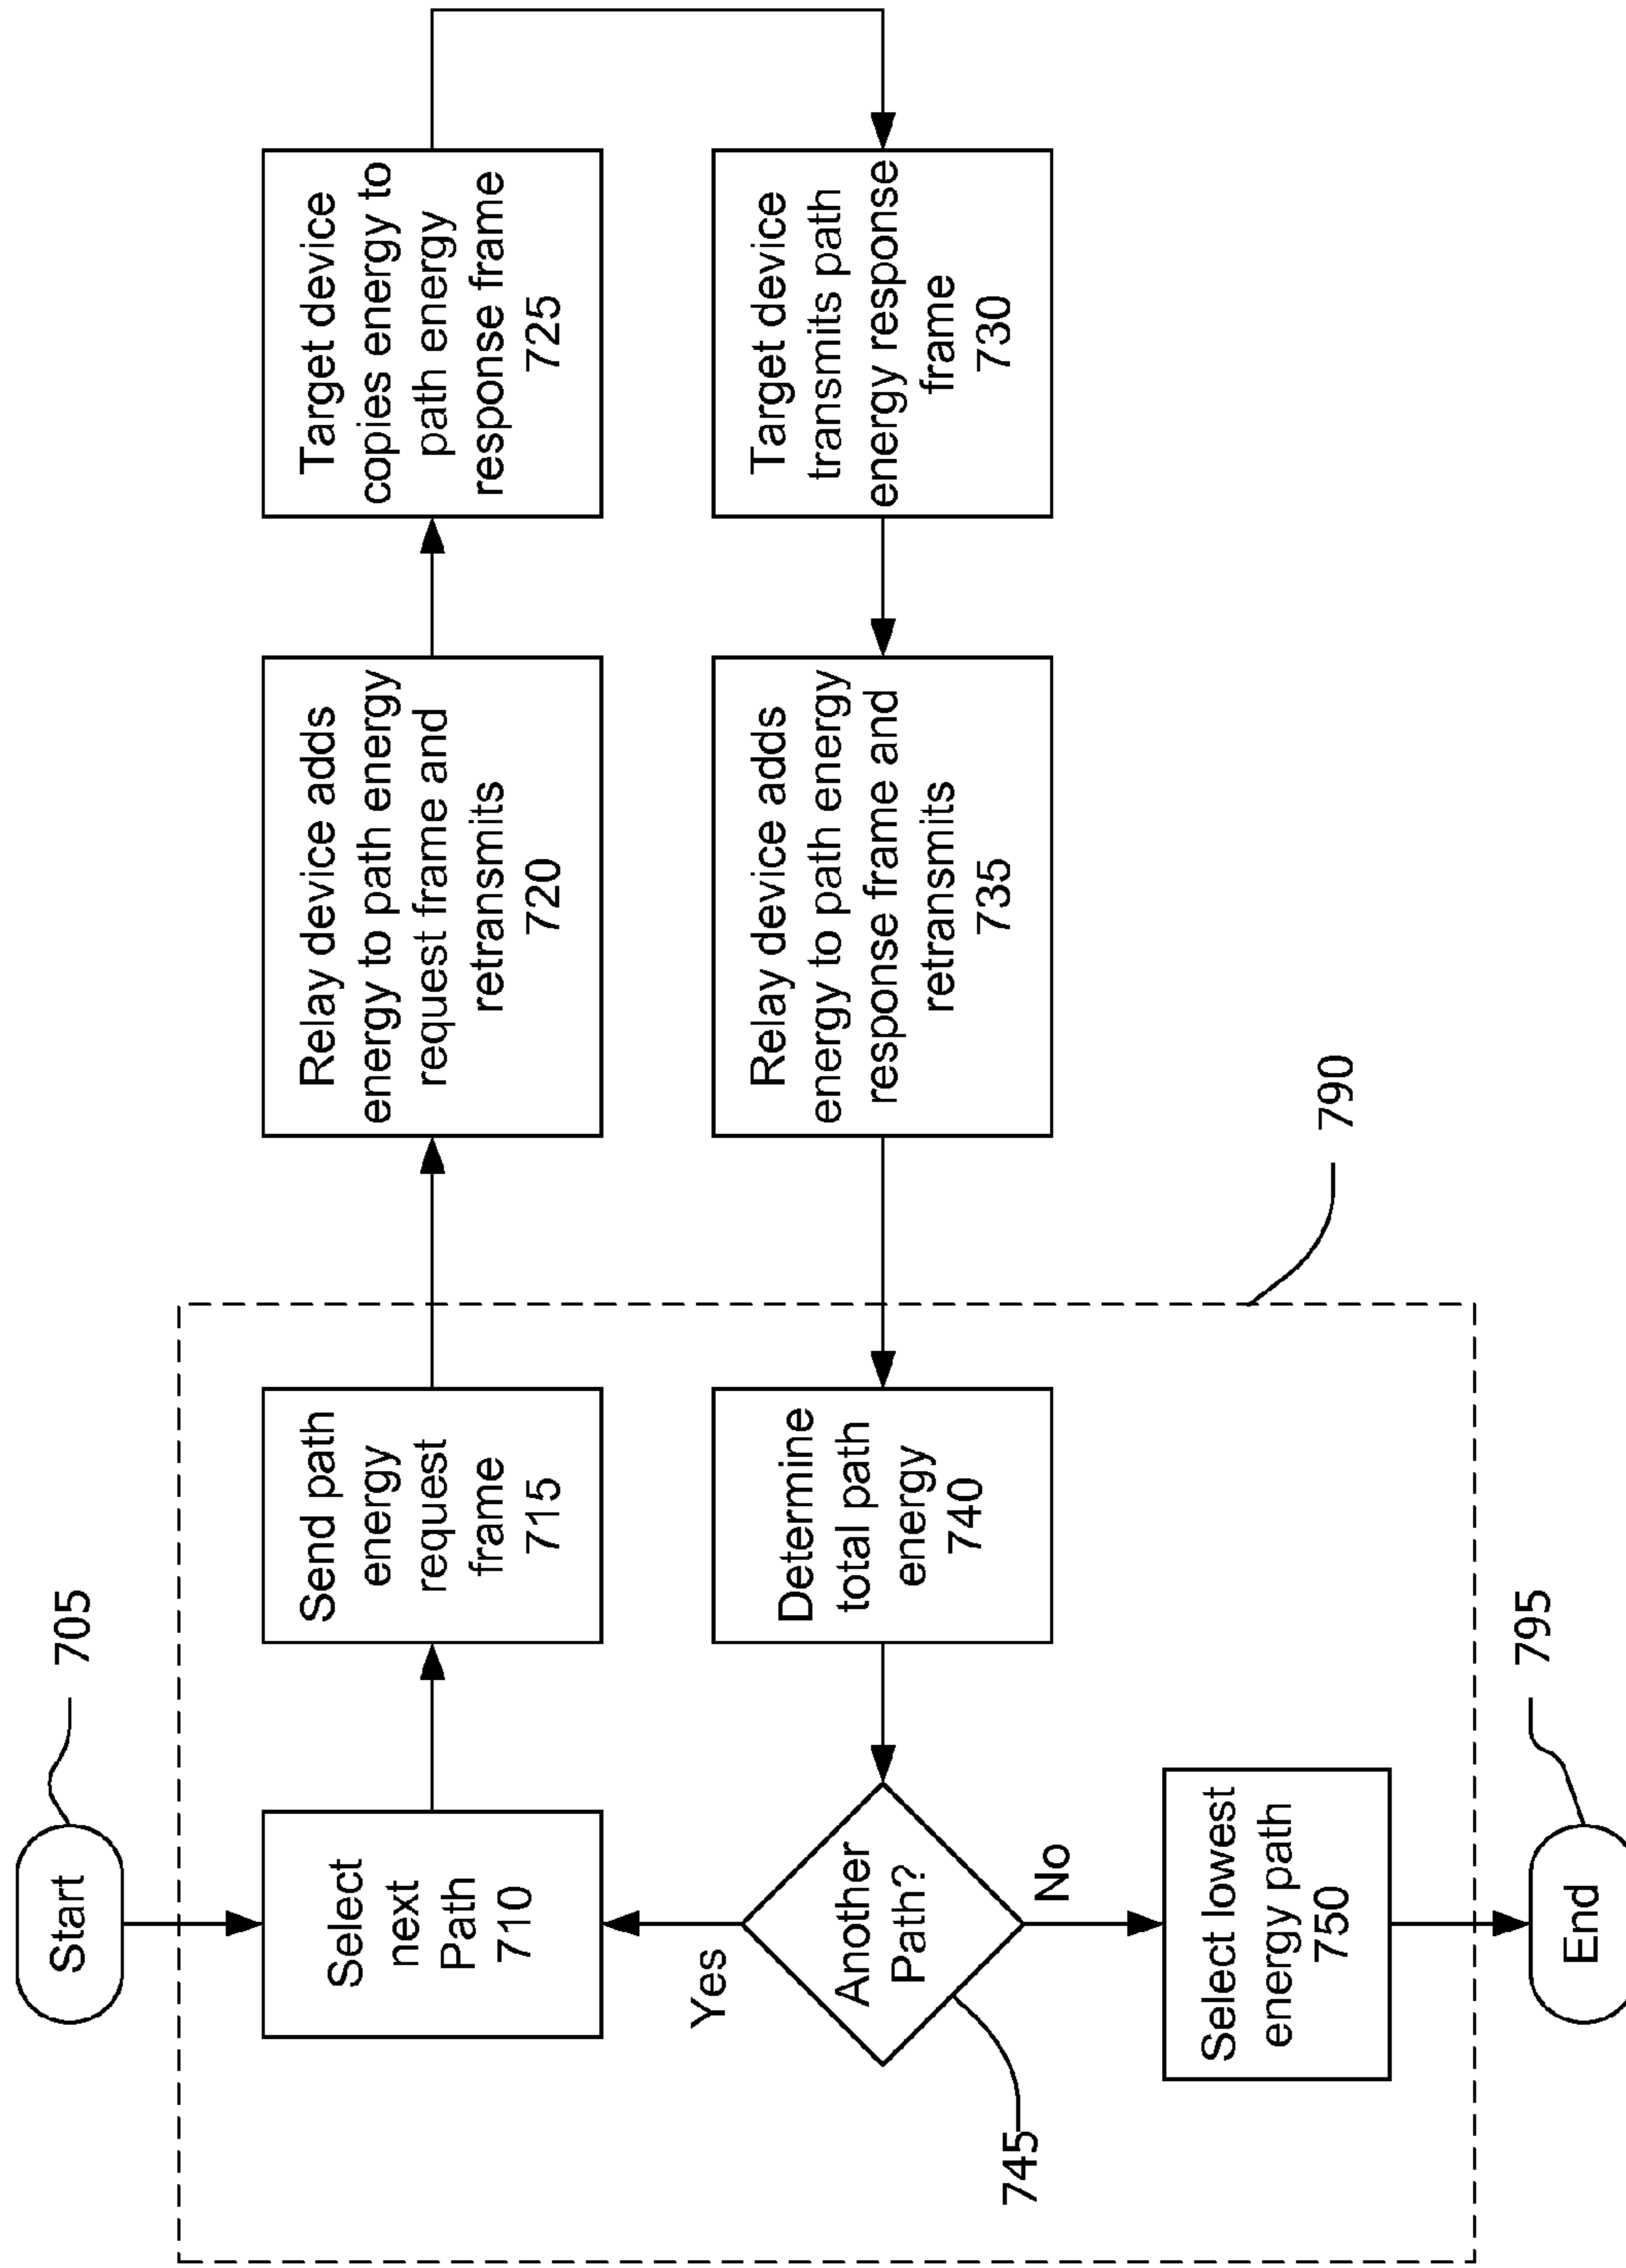 Start
705
Select
next
Path
710
Send path
energy
request
frame
715
Relay device adds
energy to path energy
request frame and
retransmits
720
Target device
copies energy to
path energy
response frame
725
Target device
transmits path
energy response
frame
730
Relay device adds
energy to path energy
response frame and
retransmits
735
Determine
total path
energy
740
Another
Path?
745
Yes
No
Select lowest
energy path
750
790
End
795